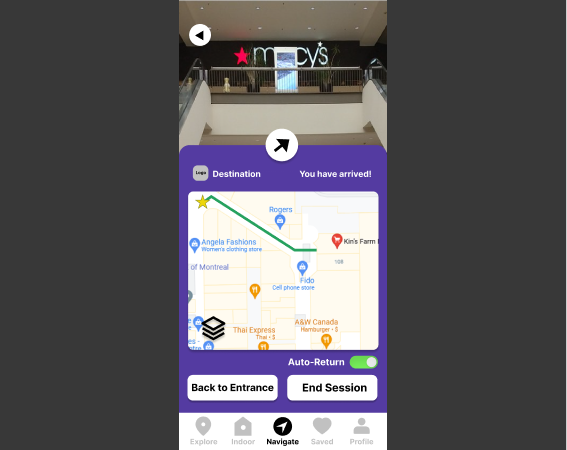 macy's
Logo
Destination
You have arrived!
Rogers
Angela Fashions
Women's clothing store
Kin's Farm
108
of Montreal
Fido
Cell phone store
Thai Express
Thai • $
A&W Canada
Hamburger • $
es -
tre
Auto-Return
Back to Entrance
End Session
Explore
Indoor
Navigate
Saved
Profile